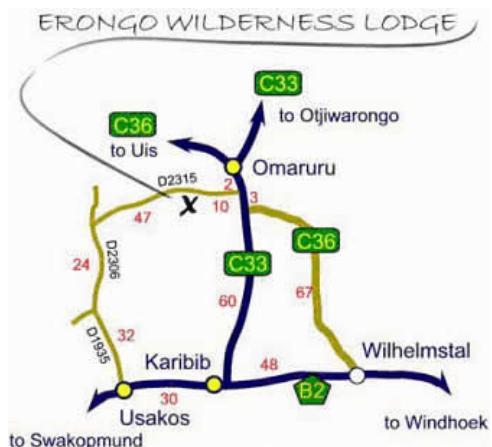 ERONGO WILDERNESS LODGE
C33
to Otjiwarongo
C36
to Uis
Omaruru
D2315
2
3
47
10
X
C36
D2306
24
C33
67
60
D1935
32
Karibib
48
Wilhelmstal
B2
30
Usakos
to Windhoek
to Swakopmund